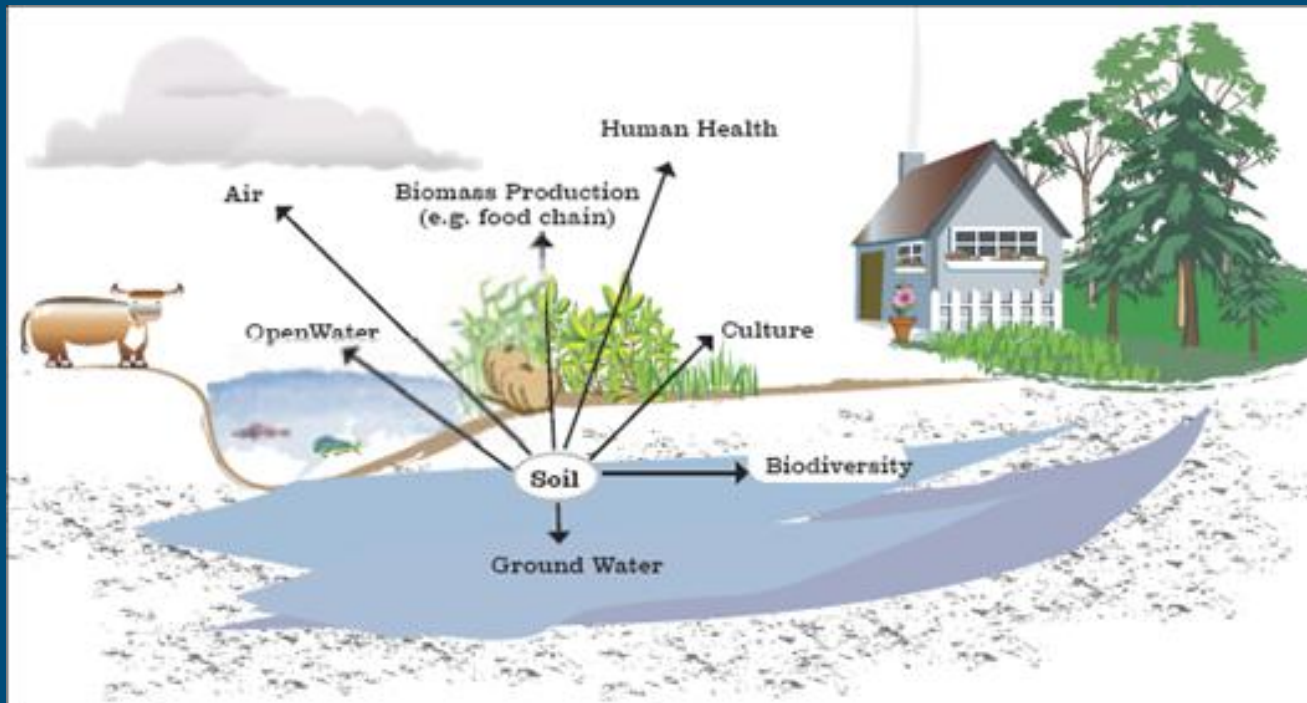 Human Health
Air
Biomass Production
(e.g. food chain)
OpenWater
Culture
Soil
Biodiversity
Ground Water